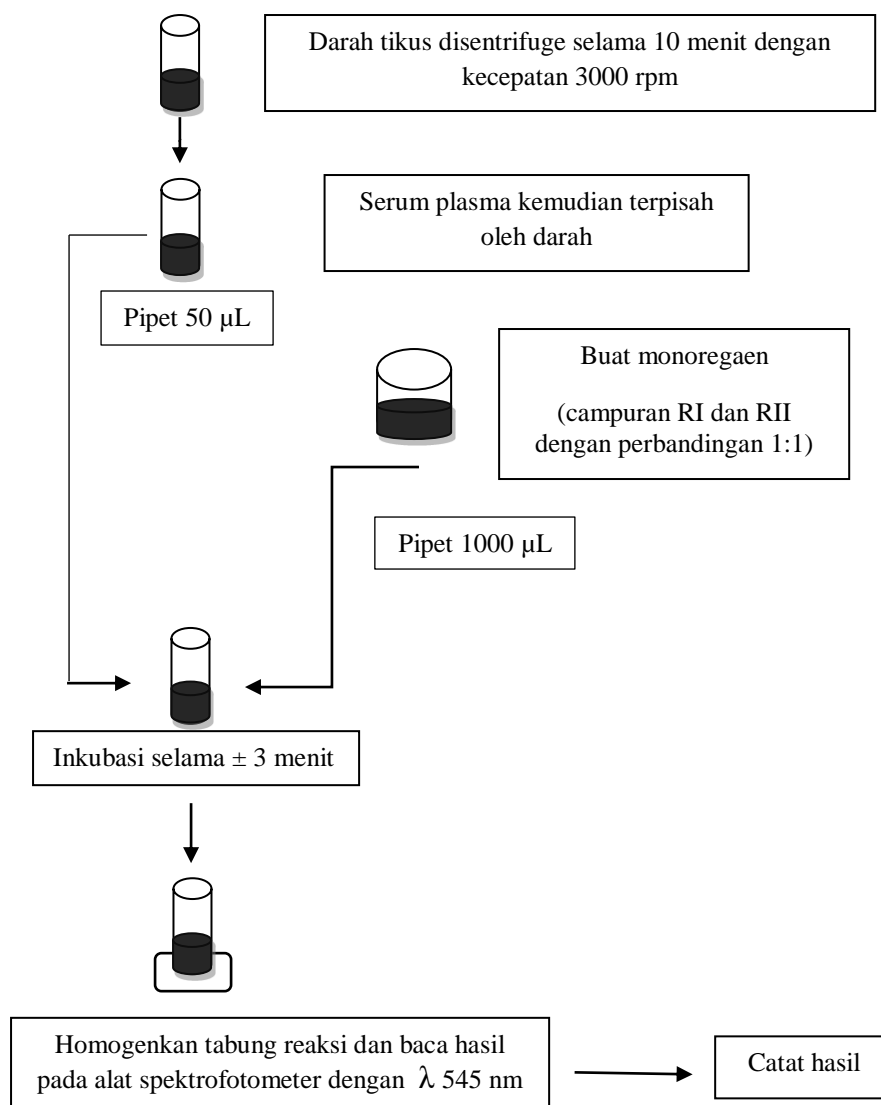 Darah tikus disentrifuge selama 10 menit dengan
kecepatan 3000 rpm
Serum plasma kemudian terpisah
oleh darah
Pipet 50 µL
Buat monoregaen
(campuran RI dan RII
dengan perbandingan 1:1)
Pipet 1000 µL
Inkubasi selama ± 3 menit
Homogenkan tabung reaksi dan baca hasil
pada alat spektrofotometer dengan λ 545 nm
Catat hasil